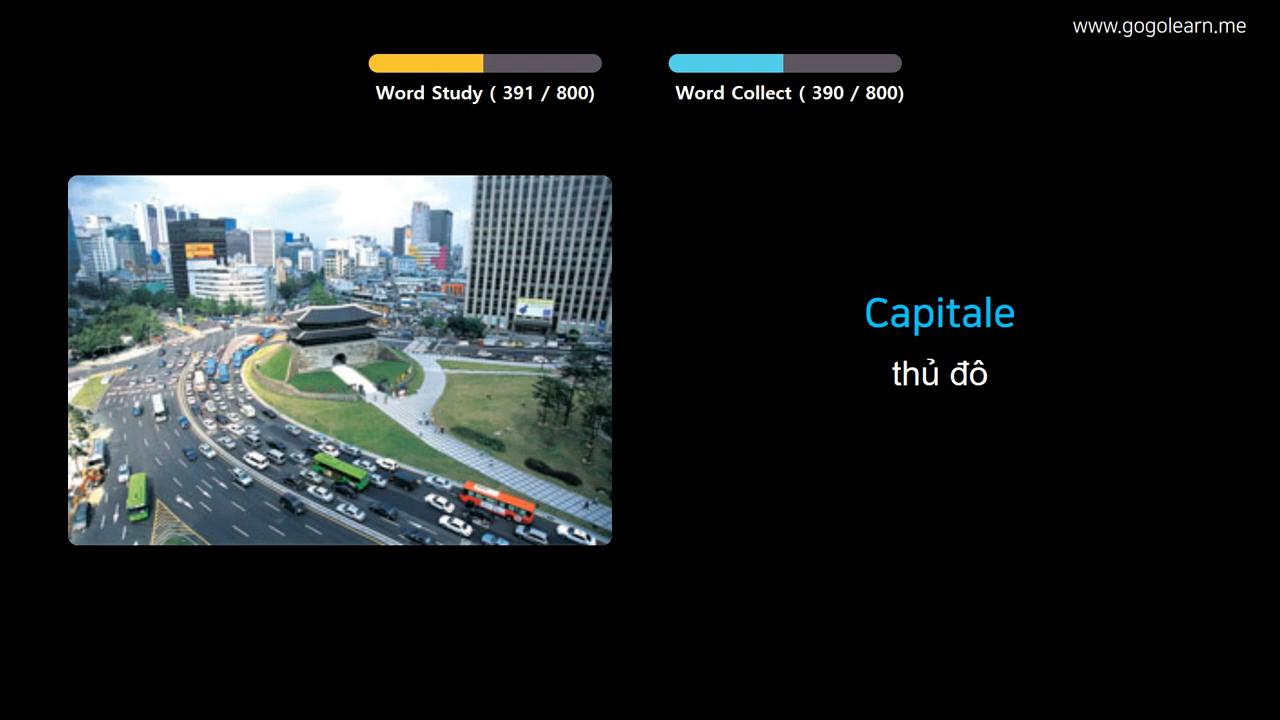 www.gogolearn.me
Word Study ( 391 / 800)
Word Collect ( 390 / 800)
Capitale
thủ đô